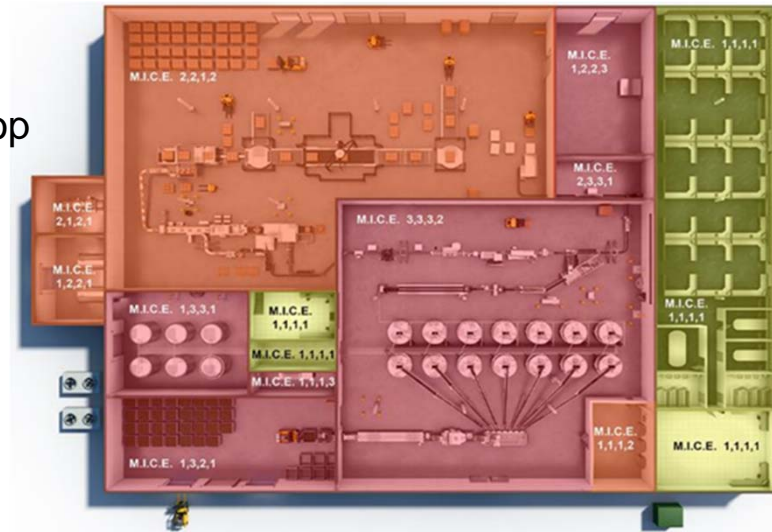 M.I.C.E. 2,2,1,2
M.I.C.E.
1,2,2,3
M.I.C.E. 1,1,1,1
op
M.I.C.E.
2,3,3,1
M.I.C.E.
2,1,2,1
M.I.C.E. 3,3,3,2
M.I.C.E.
1,2,2,1
M.I.C.E. 1,3,3,1
M.I.C.E.
1,1,1,1
M.I.C.E.
1,1,1,1
M.I.C.E. 1,1,1,1
M.I.C.E. 1,1,1,3
M.I.C.E.
1,1,1,2
M.I.C.E. 1,1,1,1
M.I.C.E. 1,3,2,1